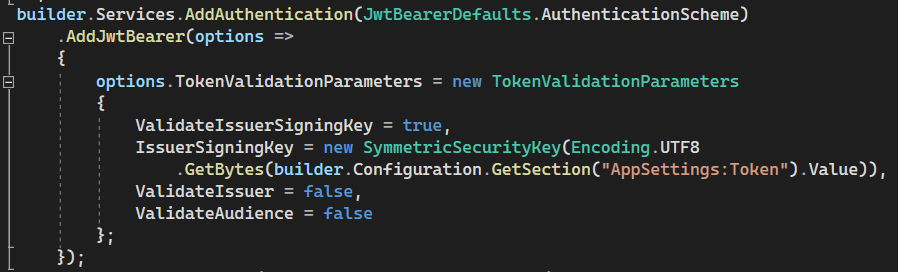 builder.Services.AddAuthentication(JwtBearerDefaults.AuthenticationScheme)
    .AddJwtBearer(options =>
    {
        options.TokenValidationParameters = new TokenValidationParameters
        {
            ValidateIssuerSigningKey = true,
            IssuerSigningKey = new SymmetricSecurityKey(Encoding.UTF8
                .GetBytes(builder.Configuration.GetSection("AppSettings:Token").Value)),
            ValidateIssuer = false,
            ValidateAudience = false
        };
    });